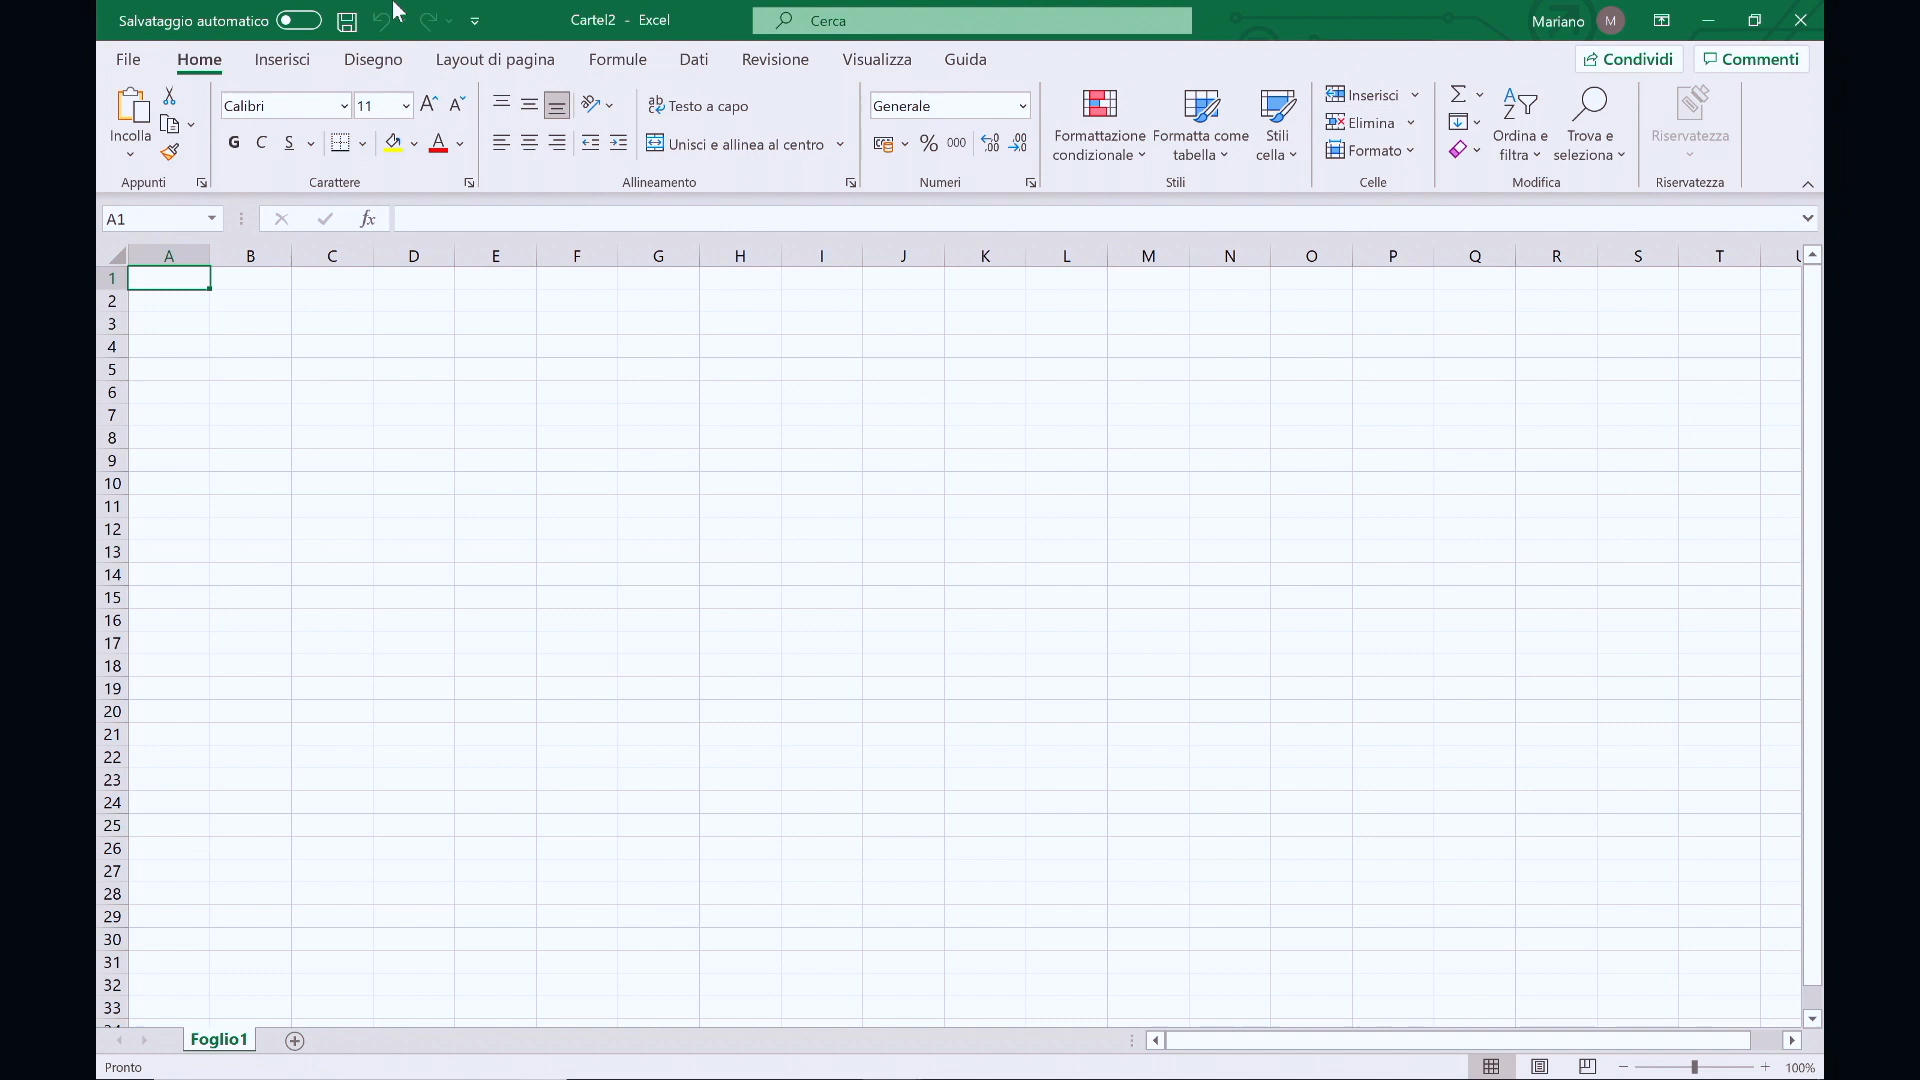 Salvataggio automatico
Cartel2 - Excel
Cerca
Mariano M
File Home Inserisci Disegno Layout di pagina Formule Dati Revisione Visualizza Guida
Condividi Commenti
Incolla
Appunti
Calibri 11
G C S
Carattere
Testo a capo
Unisci e allinea al centro
Allineamento
Generale
% 000
Numeri
Formattazione condizionale
Formatta come tabella
Stili cella
Stili
Inserisci
Elimina
Formato
Celle
Ordina e filtra
Trova e seleziona
Modifica
Riservatezza
Riservatezza
A1
fx
A B C D E F G H I J K L M N O P Q R S T
1
2
3
4
5
6
7
8
9
10
11
12
13
14
15
16
17
18
19
20
21
22
23
24
25
26
27
28
29
30
31
32
33
Foglio1
Pronto
100%